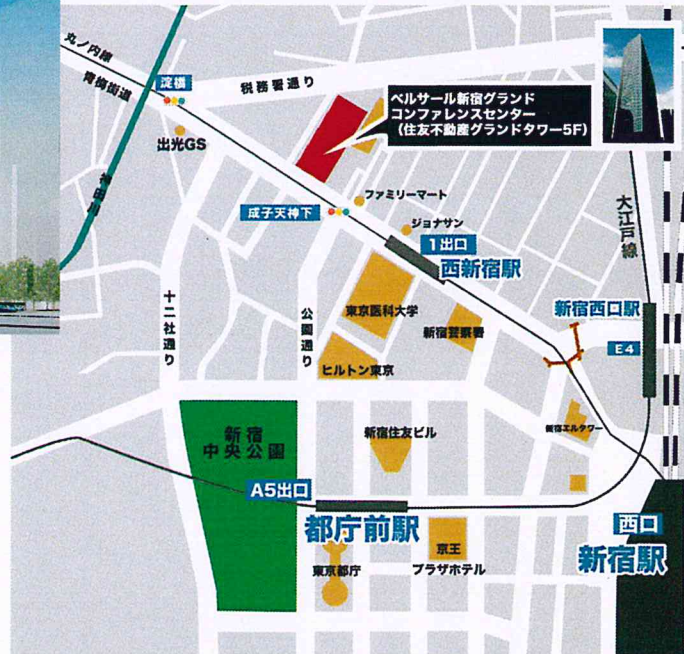 丸ノ内線
青梅街道
淀橋
税務署通り
ベルサール新宿グランド
コンファレンスセンター
(住友不動産グランドタワー5F)
出光GS
神田川
ファミリーマート
成子天神下
ジョナサン
大江戸線
1出口
西新宿駅
十二社通り
公園通り
東京医科大学
新宿警察署
新宿西口駅
E4
ヒルトン東京
新宿
中央公園
新宿住友ビル
新宿エルタワー
A5出口
都庁前駅
東京都庁
京王
プラザホテル
西口
新宿駅